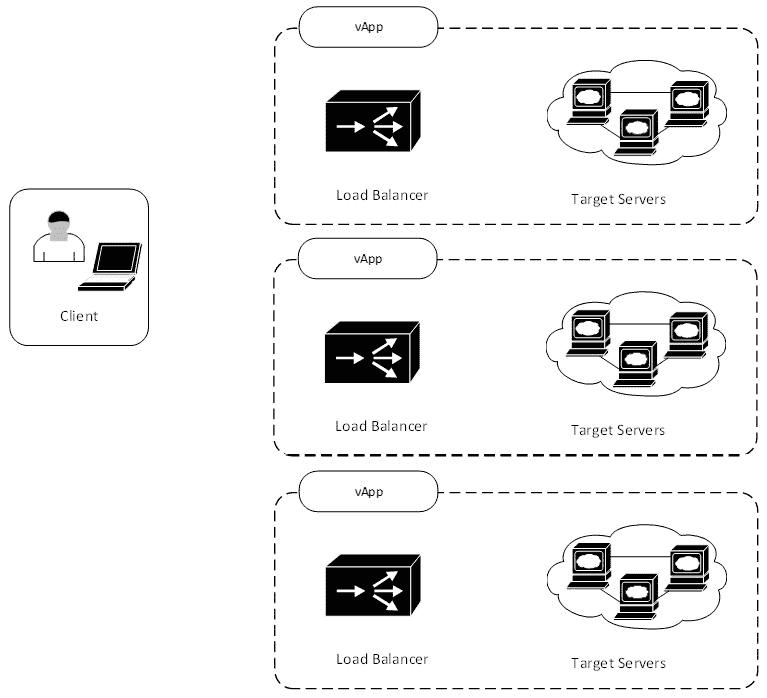 vApp
Load Balancer
Target Servers
Client
vApp
Load Balancer
Target Servers
vApp
Load Balancer
Target Servers